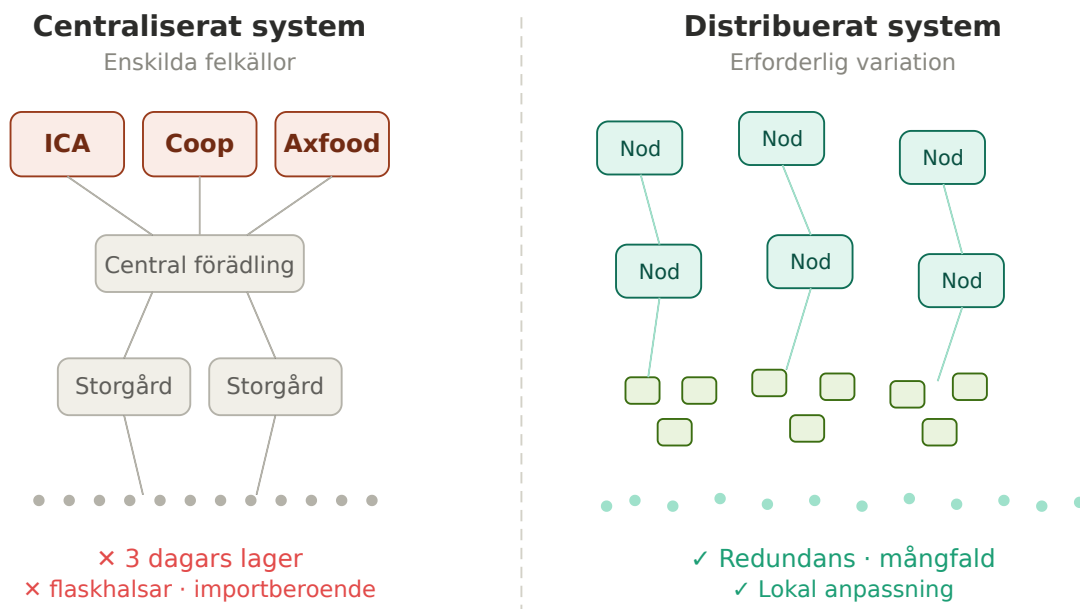 Centraliserat system
Enskilda felkällor
ICA
Coop
Axfood
Central förädling
Storgård
Storgård
✕ 3 dagars lager
✕ flaskhalsar · importberoende
Distribuerat system
Erforderlig variation
Nod
Nod
Nod
Nod
Nod
Nod
✓ Redundans · mångfald
✓ Lokal anpassning